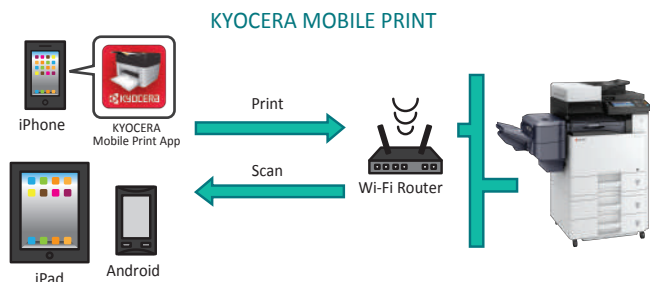 KYOCERA MOBILE PRINT
KYOCERA
iPhone
KYOCERA
Mobile Print App
Print
Scan
Wi-Fi Router
iPad
Android